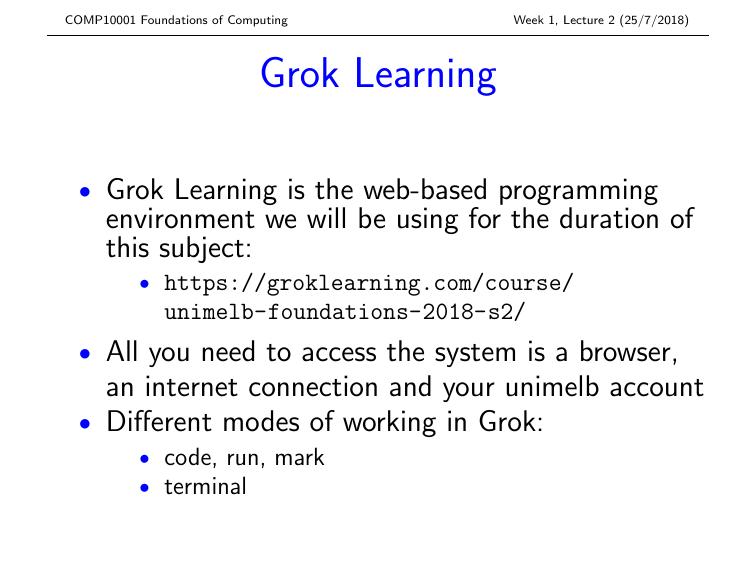 COMP10001 Foundations of Computing Week 1, Lecture 2 (25/7/2018)
Grok Learning
• Grok Learning is the web-based programming
environment we will be using for the duration of
this subject:
• https://groklearning.com/course/
unimelb-foundations-2018-s2/
• All you need to access the system is a browser,
an internet connection and your unimelb account
• Different modes of working in Grok:
• code, run, mark
• terminal